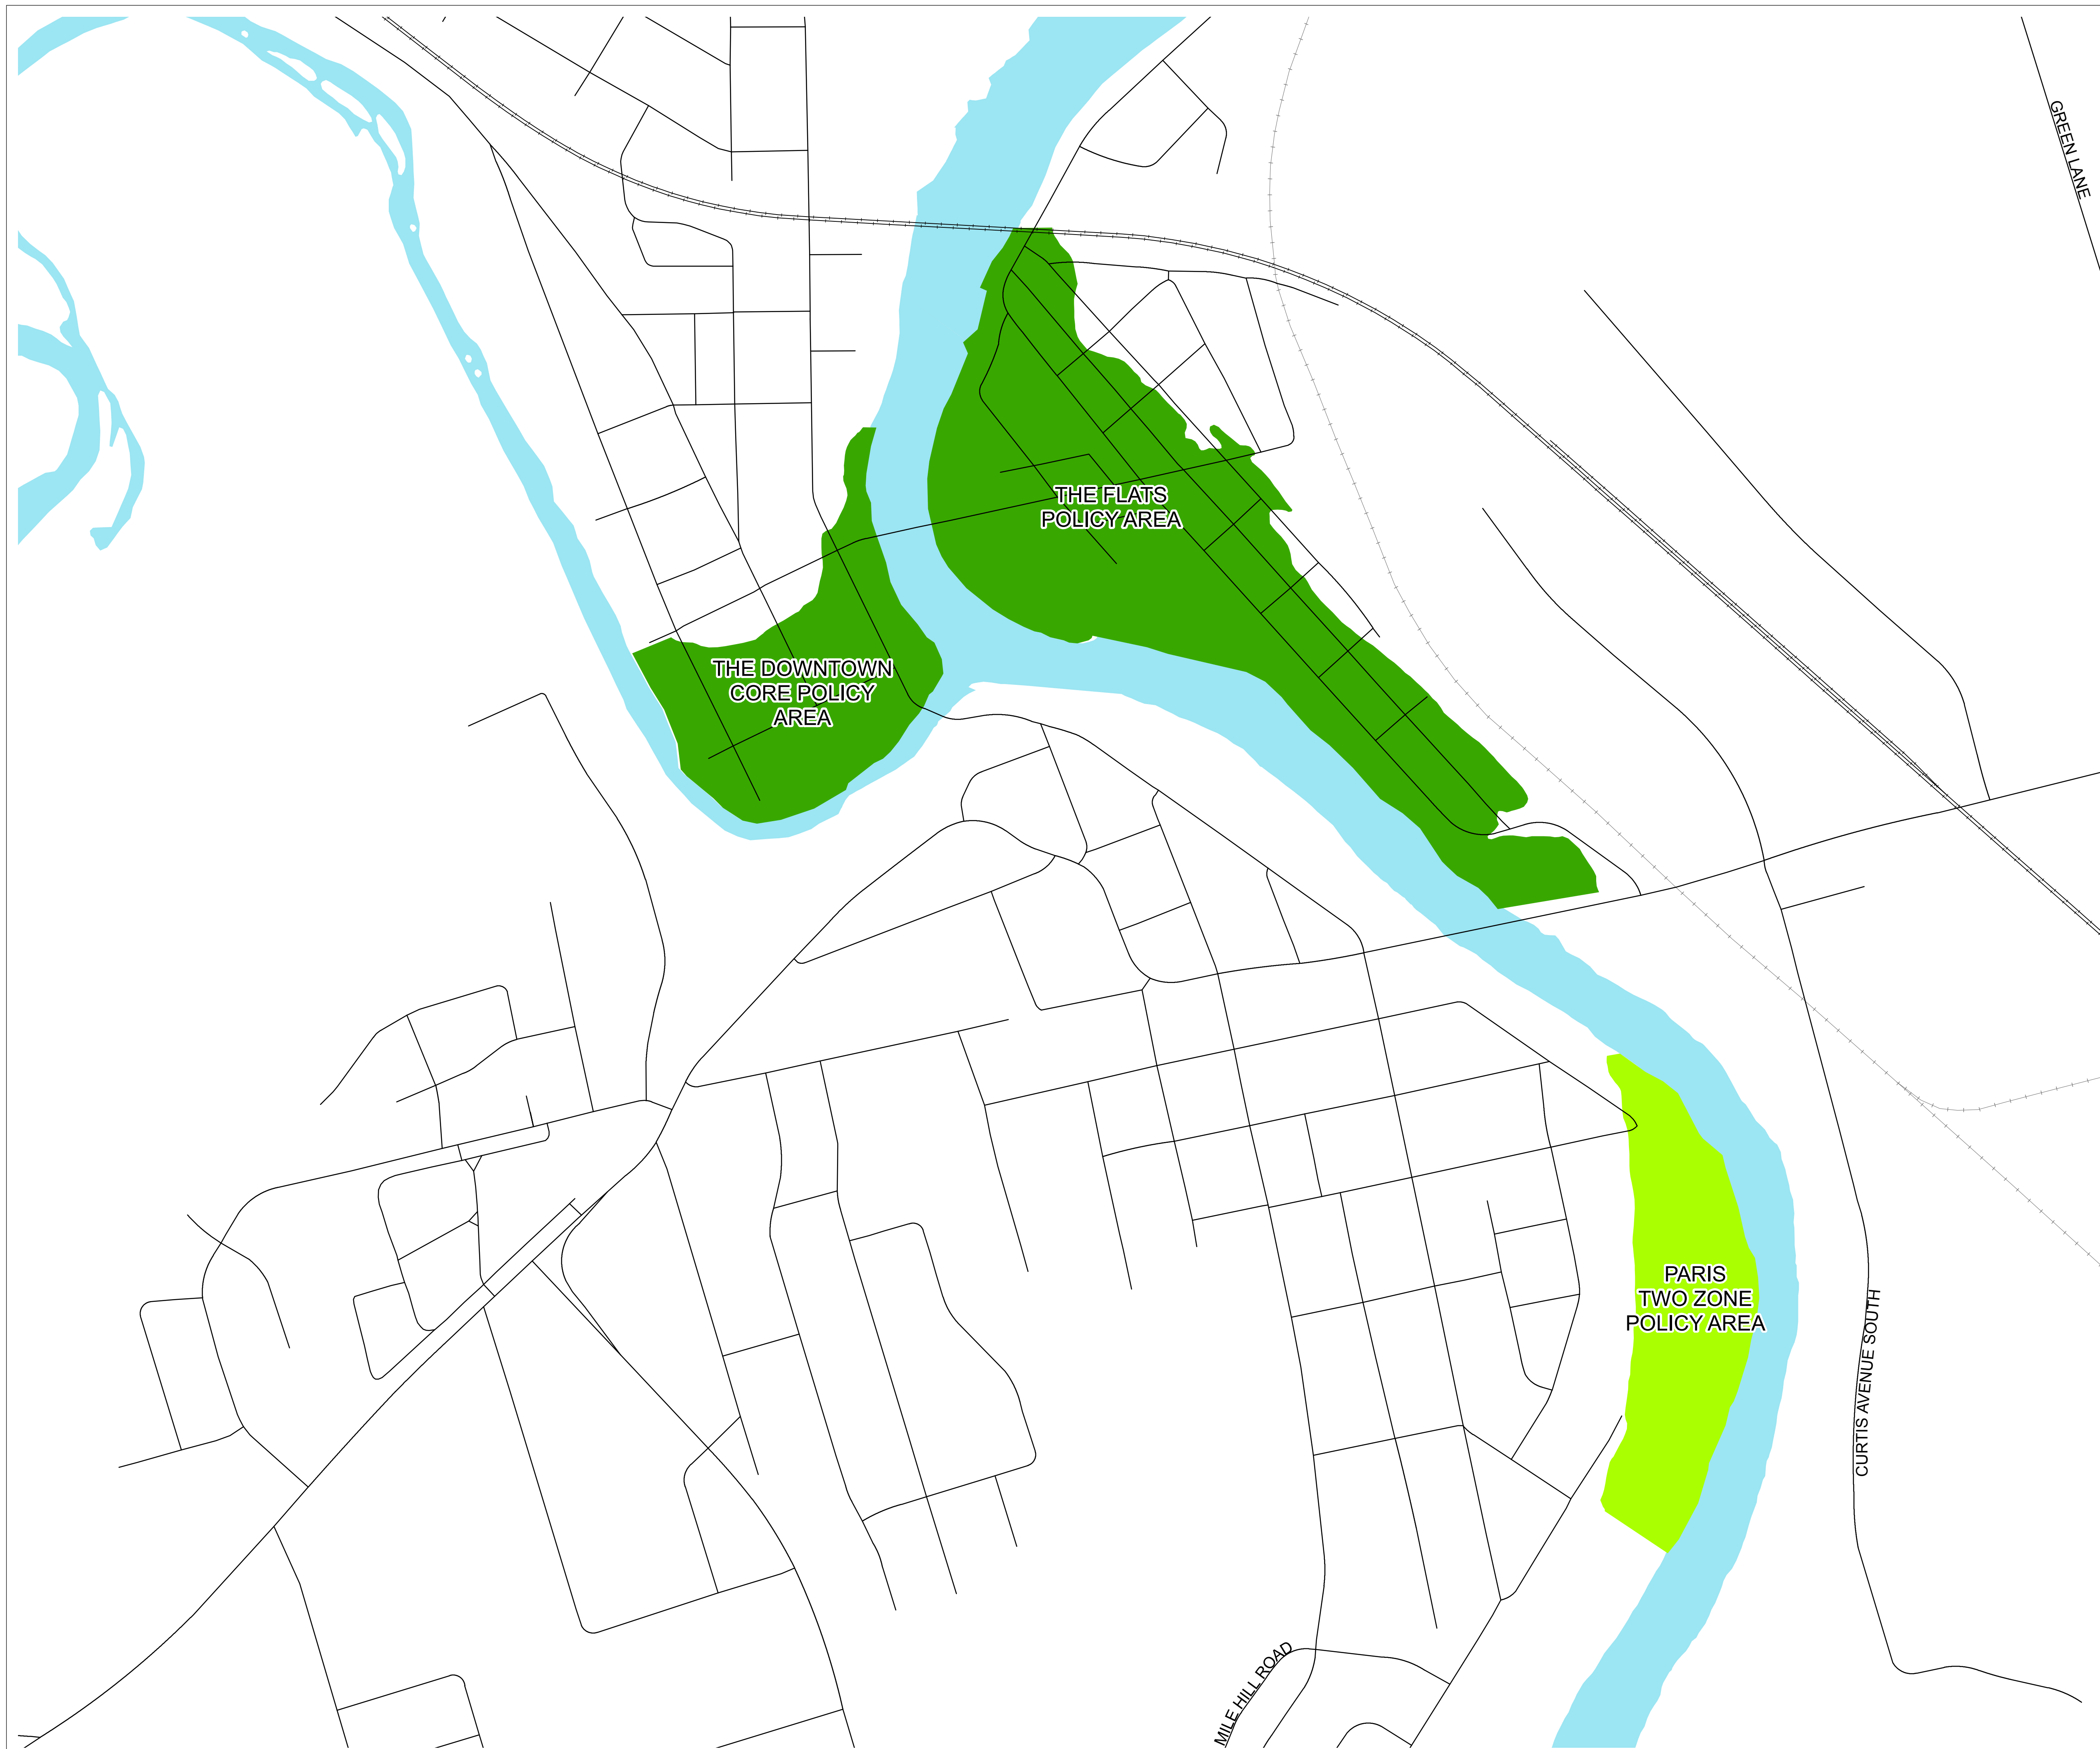 GREEN LANE
THE FLATS
POLICY AREA
THE DOWNTOWN
CORE POLICY
AREA
PARIS
TWO ZONE
POLICY AREA
CURTIS AVENUE SOUTH
MILE HILL ROAD